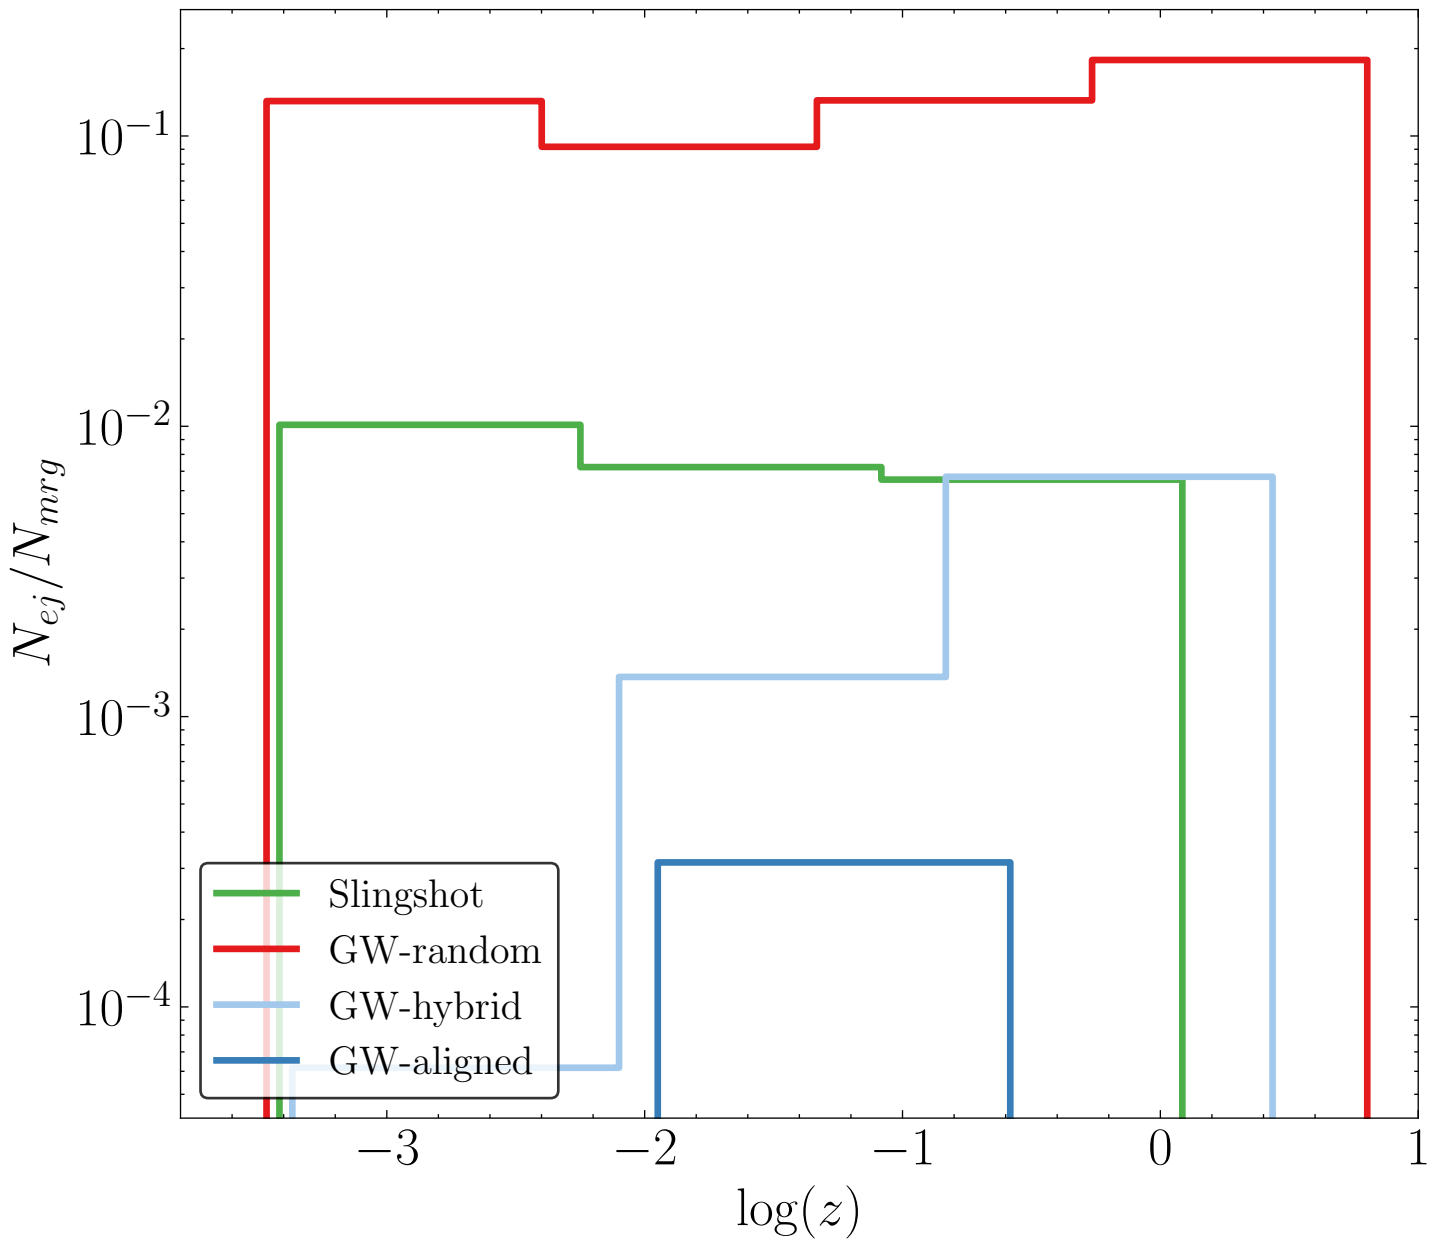 10⁻¹
10⁻²
10⁻³
10⁻⁴
N_{ej}/N_{mrg}
Slingshot
GW-random
GW-hybrid
GW-aligned
−3 −2 −1 0 1
log(z)